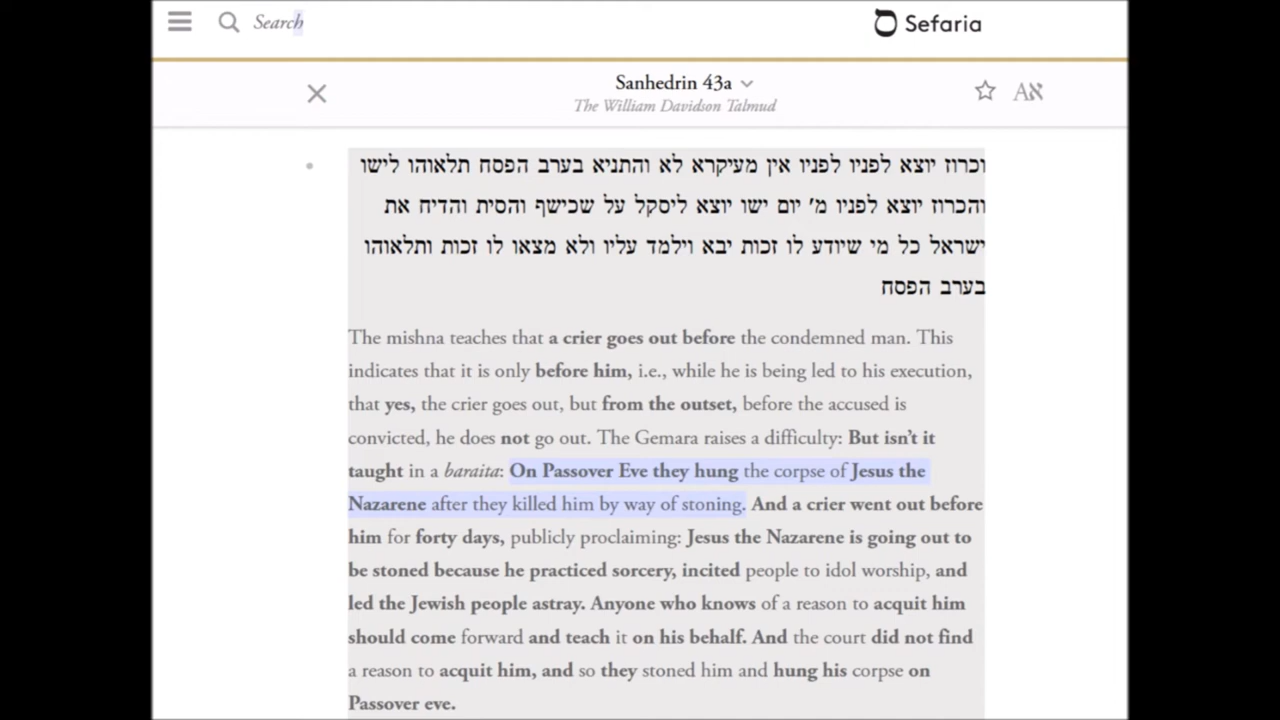 Search
Sefaria
Sanhedrin 43a
The William Davidson Talmud
Aא
וכרוז יוצא לפניו לפניו אין מעיקרא לא והתניא בערב הפסח תלאוהו לישו
והכרוז יוצא לפניו מ׳ יום ישו יוצא ליסקל על שכישף והסית והדיח את
ישראל כל מי שיודע לו זכות יבא וילמד עליו ולא מצאו לו זכות ותלאוהו
בערב הפסח
The mishna teaches that a crier goes out before the condemned man. This
indicates that it is only before him, i.e., while he is being led to his execution,
that yes, the crier goes out, but from the outset, before the accused is
convicted, he does not go out. The Gemara raises a difficulty: But isn’t it
taught in a baraita: On Passover Eve they hung the corpse of Jesus the
Nazarene after they killed him by way of stoning. And a crier went out before
him for forty days, publicly proclaiming: Jesus the Nazarene is going out to
be stoned because he practiced sorcery, incited people to idol worship, and
led the Jewish people astray. Anyone who knows of a reason to acquit him
should come forward and teach it on his behalf. And the court did not find
a reason to acquit him, and so they stoned him and hung his corpse on
Passover eve.